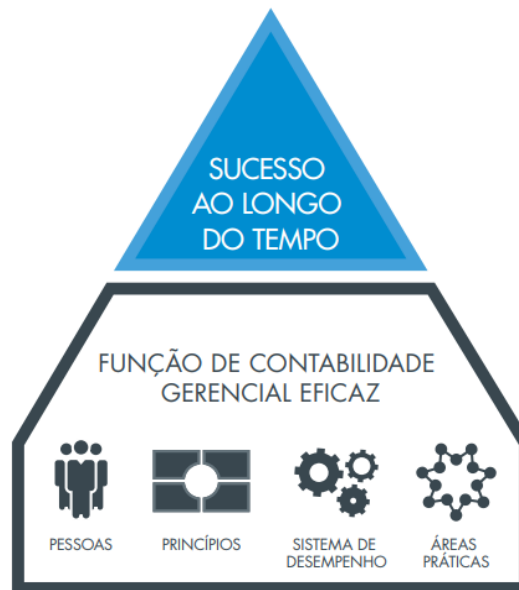 SUCESSO
AO LONGO
DO TEMPO
FUNÇÃO DE CONTABILIDADE
GERENCIAL EFICAZ
PESSOAS
PRINCÍPIOS
SISTEMA DE
DESEMPENHO
ÁREAS
PRÁTICAS